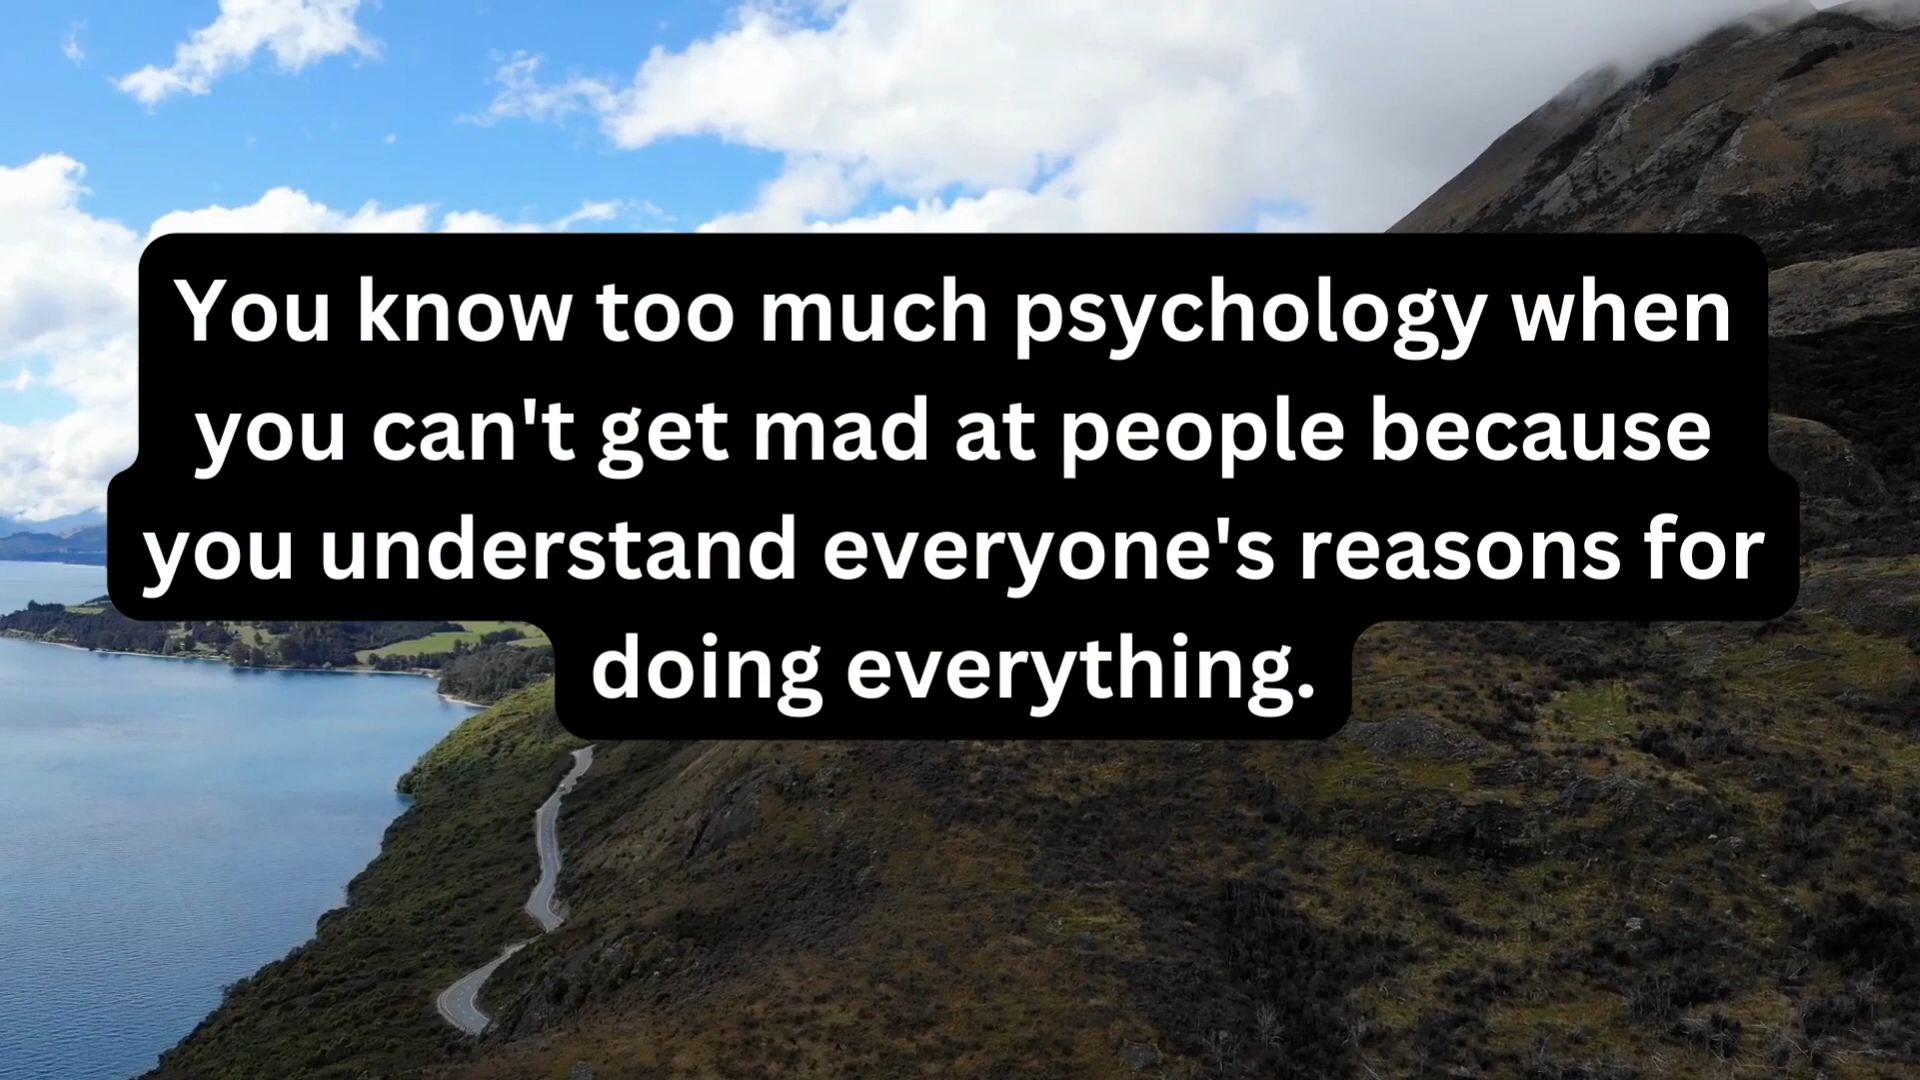 You know too much psychology when
you can't get mad at people because
you understand everyone's reasons for
doing everything.